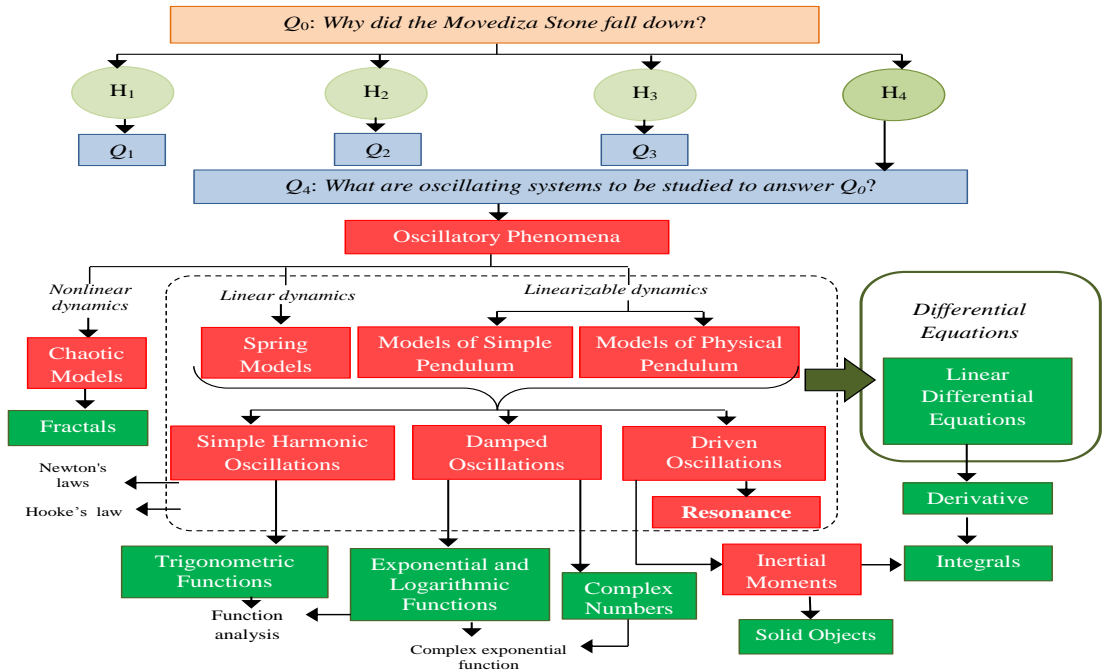 Q₀: Why did the Movediza Stone fall down?
H₁
H₂
H₃
H₄
Q₁
Q₂
Q₃
Q₄: What are oscillating systems to be studied to answer Q₀?
Oscillatory Phenomena
Nonlinear
dynamics
Linear dynamics
Linearizable dynamics
Differential
Equations
Chaotic
Models
Spring
Models
Models of Simple
Pendulum
Models of Physical
Pendulum
Linear
Differential
Equations
Fractals
Simple Harmonic
Oscillations
Damped
Oscillations
Driven
Oscillations
Newton's
laws
Hooke's law
Resonance
Derivative
Trigonometric
Functions
Exponential and
Logarithmic
Functions
Complex
Numbers
Inertial
Moments
Integrals
Function
analysis
Complex exponential
function
Solid Objects